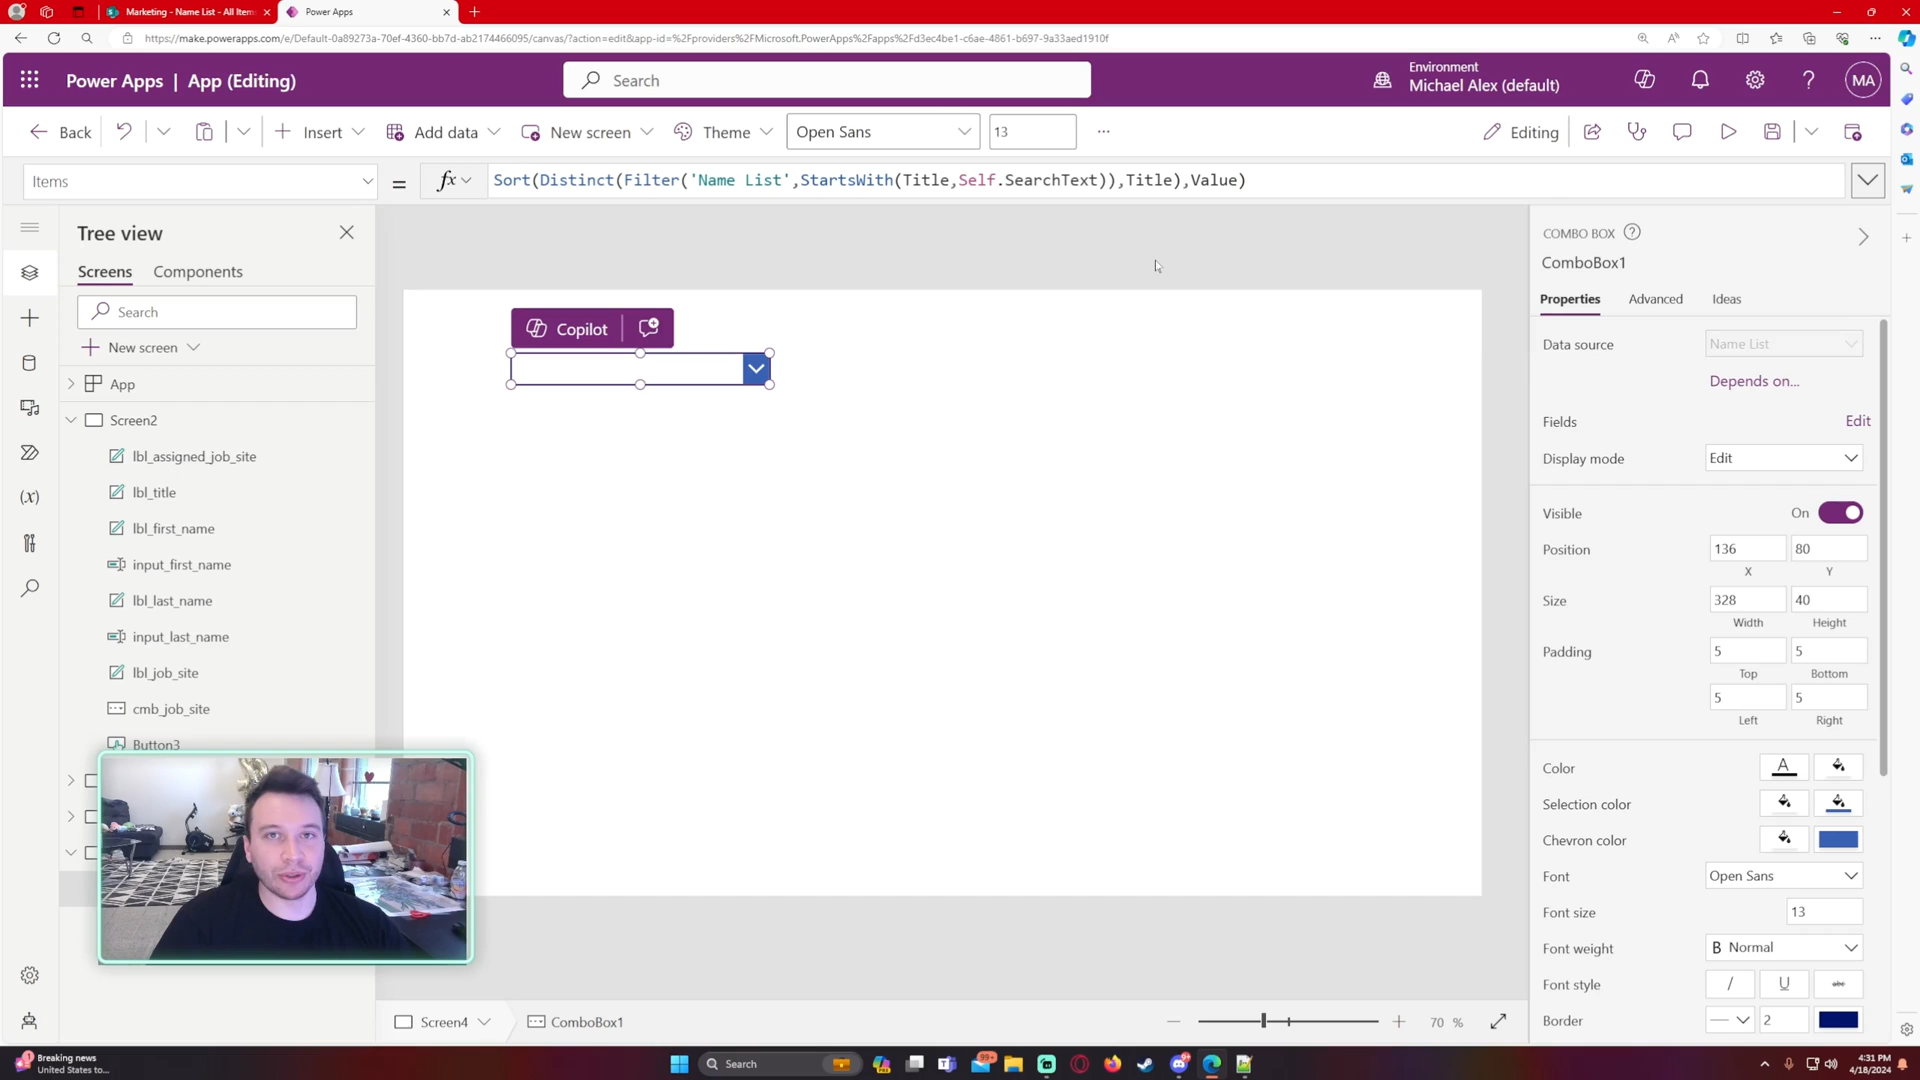 Marketing - Name List - All Item
Power Apps
https://make.powerapps.com/e/Default-0a89273a-70ef-4360-bb7d-ab2174466095/canvas/?action=edit&app-id=%2Fproviders%2FMicrosoft.PowerApps%2Fapps%2Fd3ec4be1-c6ae-4861-b697-9a33aed1910f
Power Apps | App (Editing)
Search
Environment
Michael Alex (default)
MA
Back
Insert
Add data
New screen
Theme
Open Sans
13
Editing
Items
= fx Sort(Distinct(Filter('Name List',StartsWith(Title,Self.SearchText)),Title),Value)
Tree view
Screens
Components
Search
New screen
App
Screen2
lbl_assigned_job_site
lbl_title
lbl_first_name
input_first_name
lbl_last_name
input_last_name
lbl_job_site
cmb_job_site
Button3
Copilot
COMBO BOX
ComboBox1
Properties
Advanced
Ideas
Data source
Name List
Depends on...
Fields
Edit
Display mode
Edit
Visible
On
Position
136
80
X
Y
Size
328
40
Width
Height
Padding
5
5
Top
Bottom
5
5
Left
Right
Color
A
Selection color
Chevron color
Font
Open Sans
Font size
13
Font weight
B Normal
Font style
/
U
abc
Border
2
Screen4
ComboBox1
70 %
Breaking news
United States to...
Search
99+
4:31 PM
4/18/2024